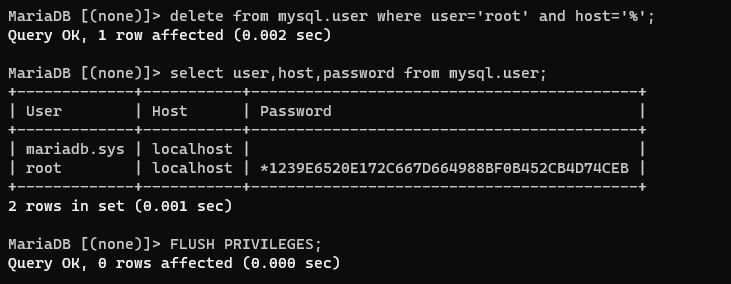 MariaDB [(none)]> delete from mysql.user where user='root' and host='%';
Query OK, 1 row affected (0.002 sec)
MariaDB [(none)]> select user,host,password from mysql.user;
+-------------+-----------+-------------------------------------------+
| User        | Host      | Password                                  |
+-------------+-----------+-------------------------------------------+
| mariadb.sys | localhost |                                           |
| root        | localhost | *1239E6520E172C667D664988BF0B452CB4D74CEB |
+-------------+-----------+-------------------------------------------+
2 rows in set (0.001 sec)
MariaDB [(none)]> FLUSH PRIVILEGES;
Query OK, 0 rows affected (0.000 sec)